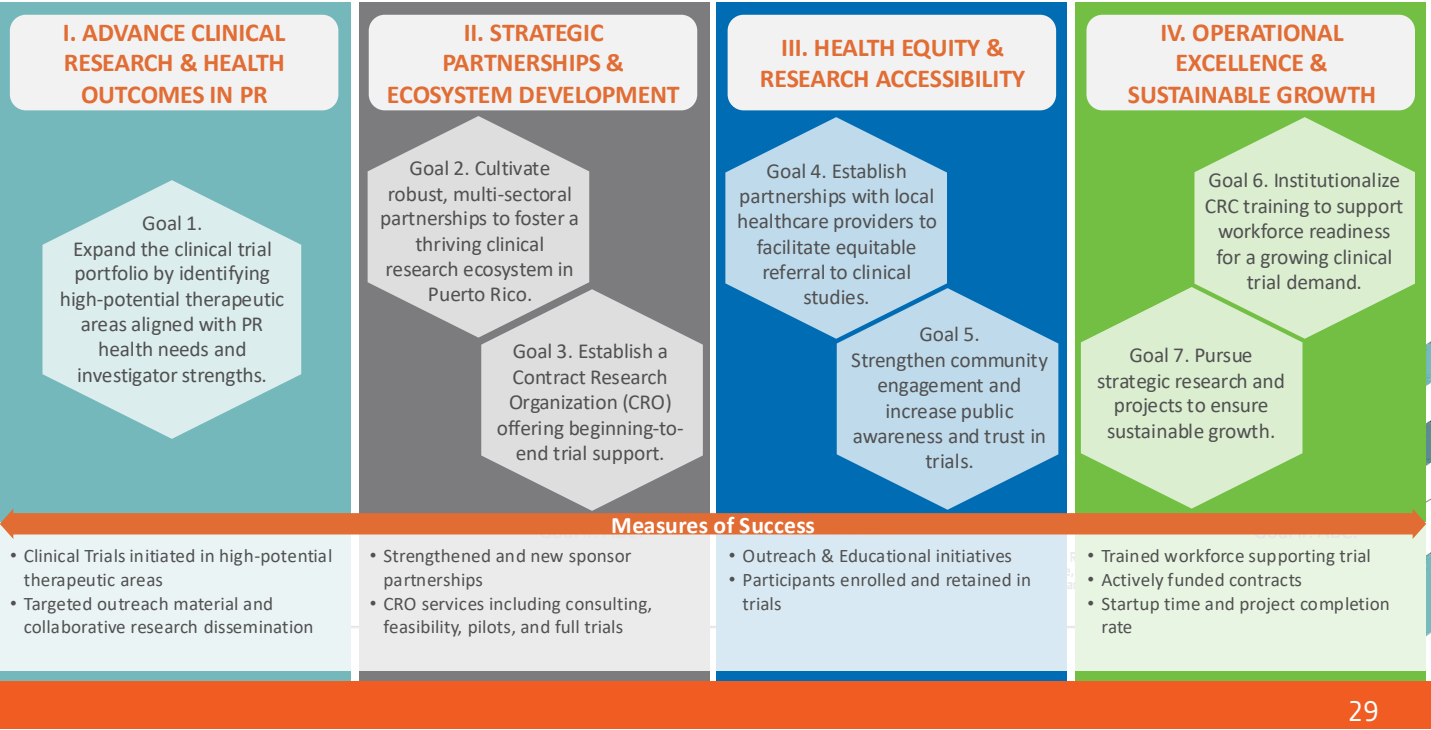 I. ADVANCE CLINICAL
RESEARCH & HEALTH
OUTCOMES IN PR
Goal 1.
Expand the clinical trial
portfolio by identifying
high-potential therapeutic
areas aligned with PR
health needs and
investigator strengths.
II. STRATEGIC
PARTNERSHIPS &
ECOSYSTEM DEVELOPMENT
Goal 2. Cultivate
robust, multi-sectoral
partnerships to foster a
thriving clinical
research ecosystem in
Puerto Rico.
Goal 3. Establish a
Contract Research
Organization (CRO)
offering beginning-to-
end trial support.
III. HEALTH EQUITY &
RESEARCH ACCESSIBILITY
Goal 4. Establish
partnerships with local
healthcare providers to
facilitate equitable
referral to clinical
studies.
Goal 5.
Strengthen community
engagement and
increase public
awareness and trust in
trials.
IV. OPERATIONAL
EXCELLENCE &
SUSTAINABLE GROWTH
Goal 6. Institutionalize
CRC training to support
workforce readiness
for a growing clinical
trial demand.
Goal 7. Pursue
strategic research and
projects to ensure
sustainable growth.
Measures of Success
• Clinical Trials initiated in high-potential
therapeutic areas
• Targeted outreach material and
collaborative research dissemination
• Strengthened and new sponsor
partnerships
• CRO services including consulting,
feasibility, pilots, and full trials
• Outreach & Educational initiatives
• Participants enrolled and retained in
trials
• Trained workforce supporting trial
• Actively funded contracts
• Startup time and project completion
rate
29